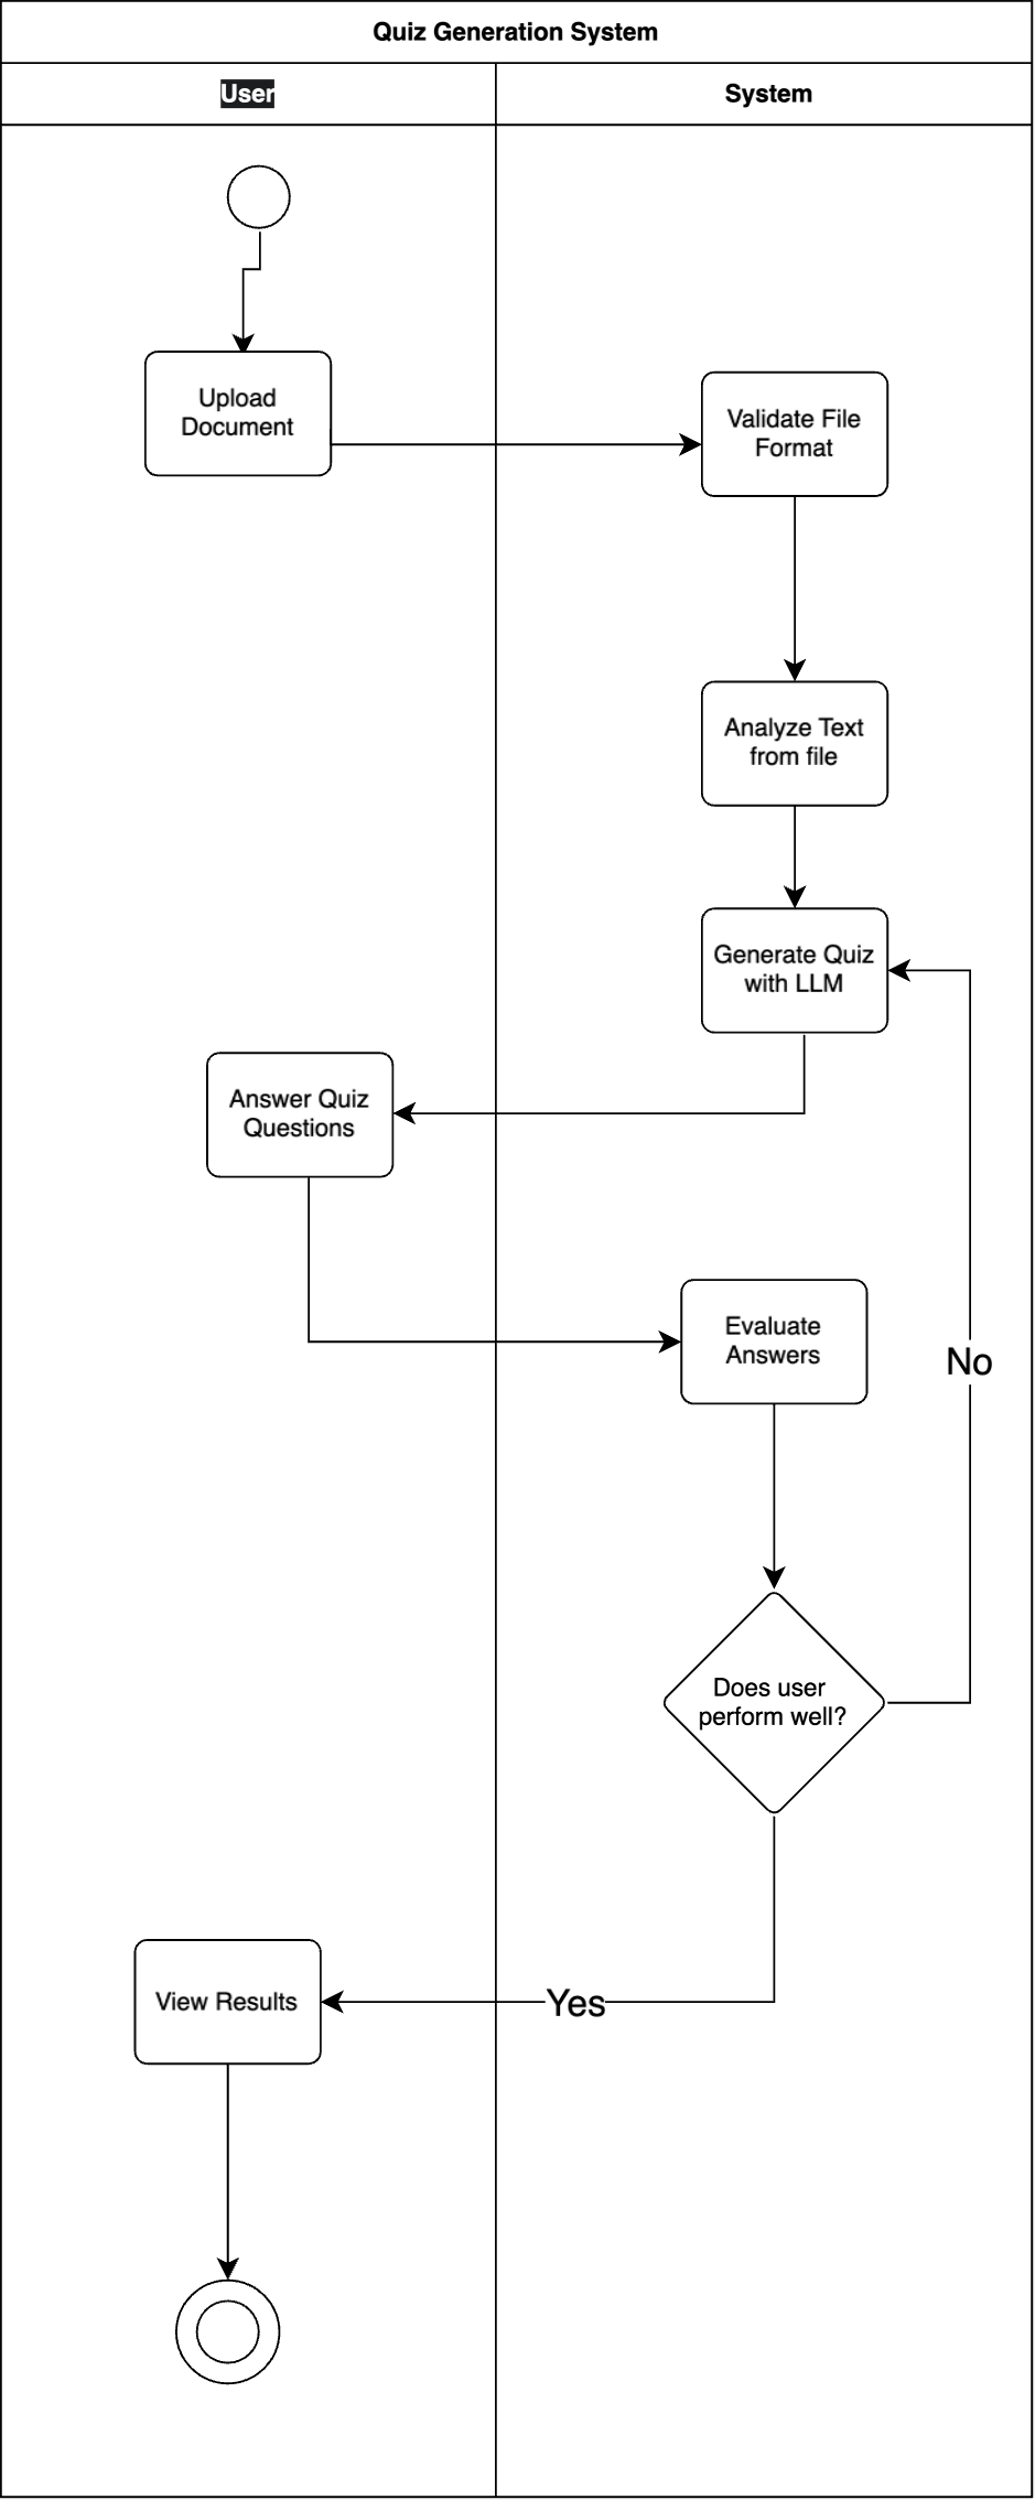 Quiz Generation System
User
System
Upload
Document
Validate File
Format
Analyze Text
from file
Generate Quiz
with LLM
Answer Quiz
Questions
Evaluate
Answers
No
Does user
perform well?
View Results
Yes